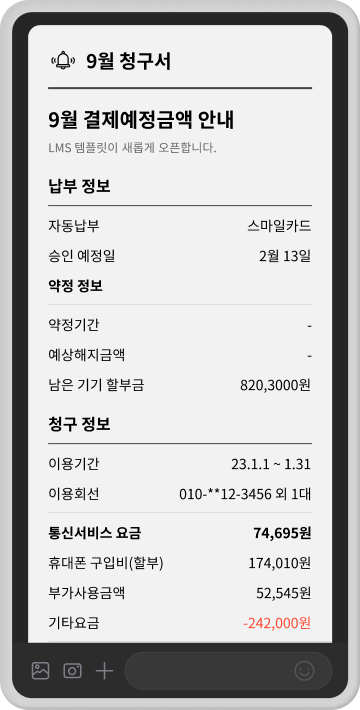 9월 청구서
9월 결제예정금액 안내
LMS 템플릿이 새롭게 오픈합니다.
납부 정보
자동납부 스마일카드
승인 예정일 2월 13일
약정 정보
약정기간 -
예상해지금액 -
남은 기기 할부금 820,3000원
청구 정보
이용기간 23.1.1 ~ 1.31
이용회선 010-**12-3456 외 1대
통신서비스 요금 74,695원
휴대폰 구입비(할부) 174,010원
부가사용금액 52,545원
기타요금 -242,000원